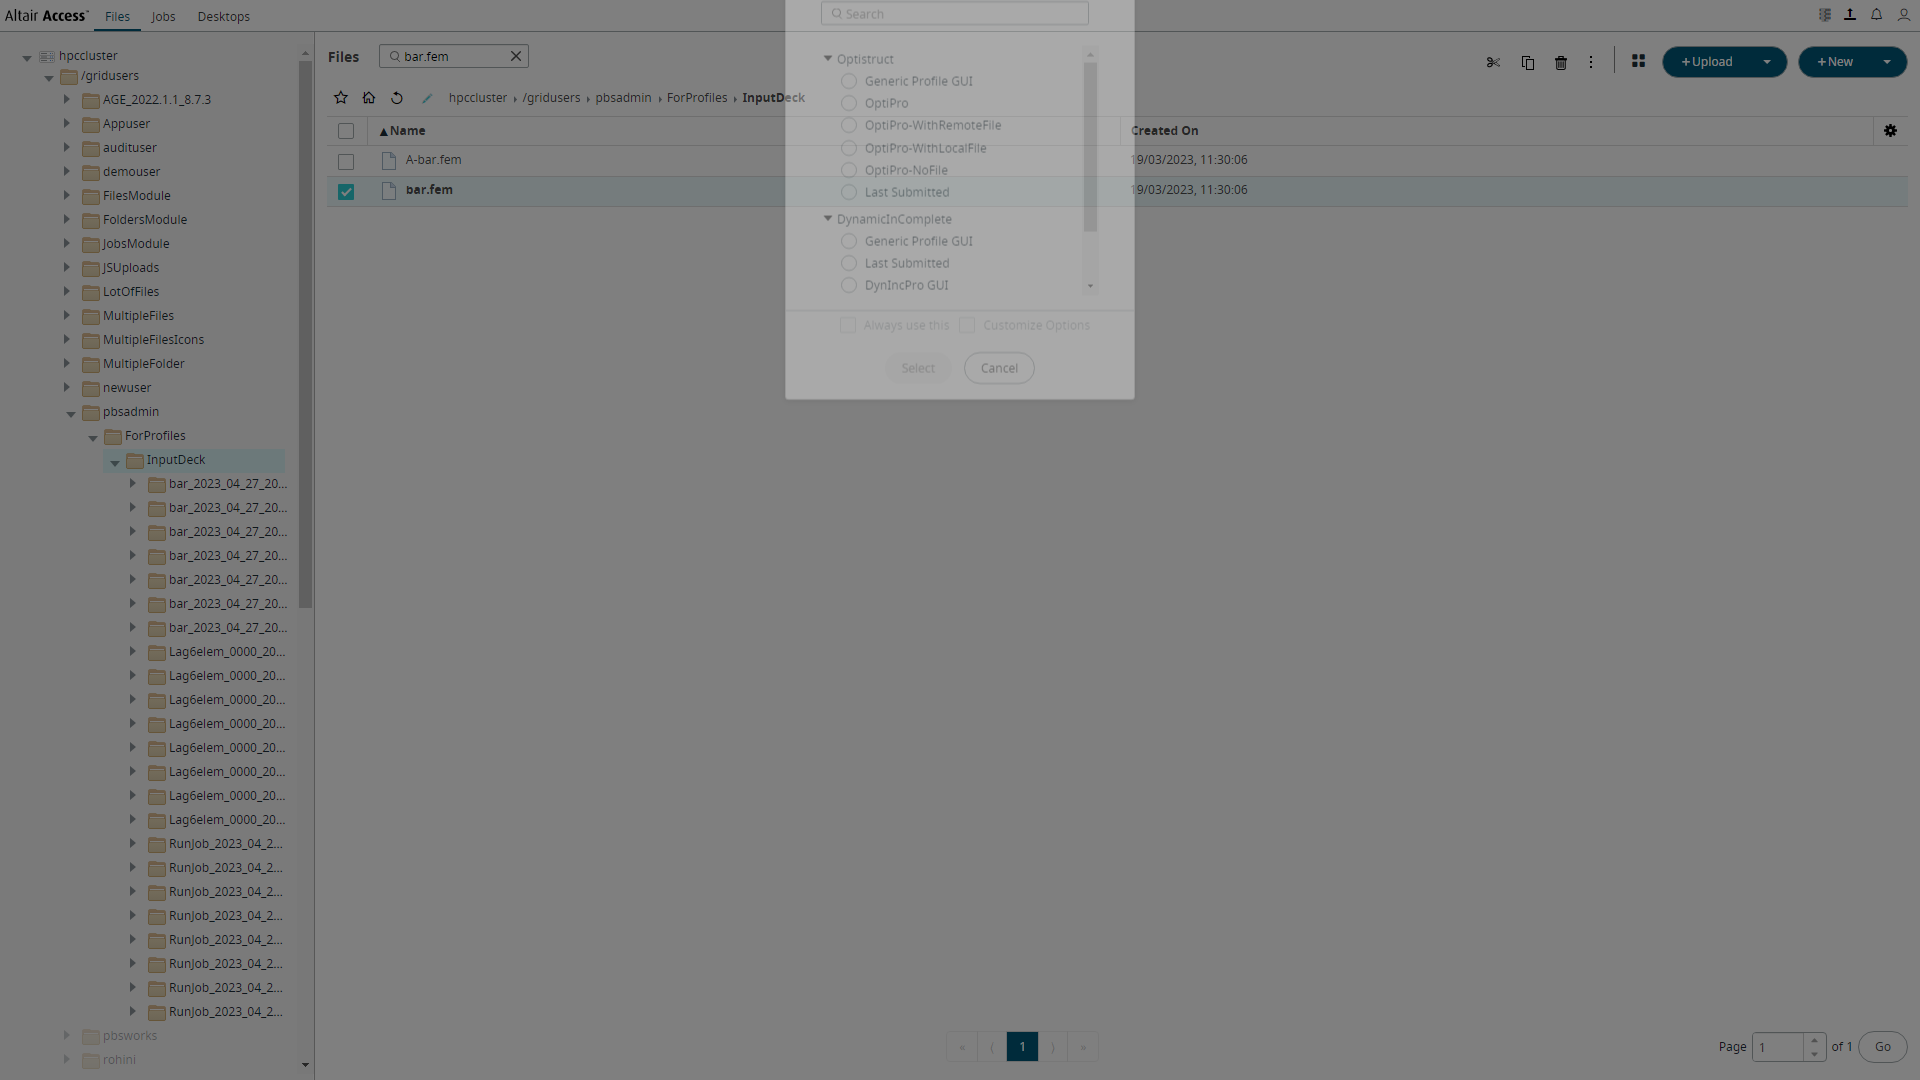 Altair Access™ Files Jobs Desktops
hpccluster
/gridusers
AGE_2022.1.1_8.7.3
Appuser
audituser
demouser
FilesModule
FoldersModule
JobsModule
JSUploads
LotOfFiles
MultipleFiles
MultipleFilesIcons
MultipleFolder
newuser
pbsadmin
ForProfiles
InputDeck
bar_2023_04_27_20...
bar_2023_04_27_20...
bar_2023_04_27_20...
bar_2023_04_27_20...
bar_2023_04_27_20...
bar_2023_04_27_20...
bar_2023_04_27_20...
Lag6elem_0000_20...
Lag6elem_0000_20...
Lag6elem_0000_20...
Lag6elem_0000_20...
Lag6elem_0000_20...
Lag6elem_0000_20...
Lag6elem_0000_20...
Lag6elem_0000_20...
RunJob_2023_04_2...
RunJob_2023_04_2...
RunJob_2023_04_2...
RunJob_2023_04_2...
RunJob_2023_04_2...
RunJob_2023_04_2...
RunJob_2023_04_2...
RunJob_2023_04_2...
pbsworks
rohini
Files bar.fem
+Upload +New
hpccluster /gridusers pbsadmin ForProfiles InputDeck
Name Created On
A-bar.fem 19/03/2023, 11:30:06
bar.fem 19/03/2023, 11:30:06
Search
Optistruct
Generic Profile GUI
OptiPro
OptiPro-WithRemoteFile
OptiPro-WithLocalFile
OptiPro-NoFile
Last Submitted
DynamicInComplete
Generic Profile GUI
Last Submitted
DynIncPro GUI
Always use this Customize Options
Select Cancel
« ⟨ 1 ⟩ »
Page 1 of 1 Go